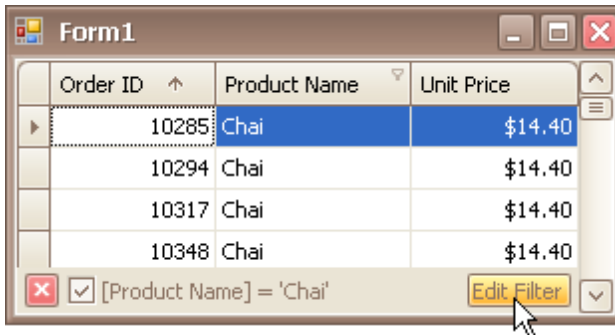 Form1
Order ID Product Name Unit Price
10285 Chai $14.40
10294 Chai $14.40
10317 Chai $14.40
10348 Chai $14.40
[Product Name] = 'Chai' Edit Filter